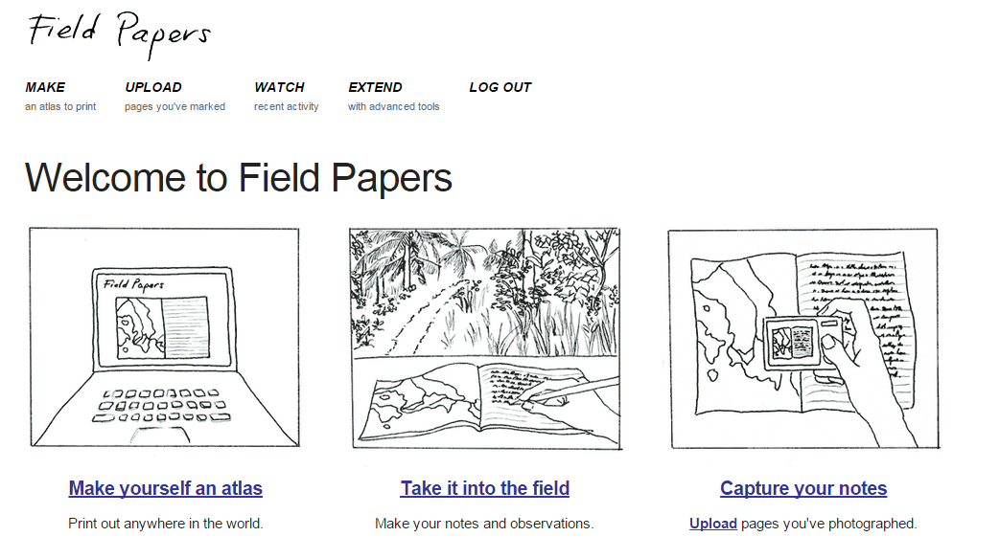 Field Papers
MAKE UPLOAD WATCH EXTEND LOG OUT
an atlas to print pages you've marked recent activity with advanced tools
Welcome to Field Papers
Field Papers
Make yourself an atlas Take it into the field Capture your notes
Print out anywhere in the world. Make your notes and observations. Upload pages you've photographed.